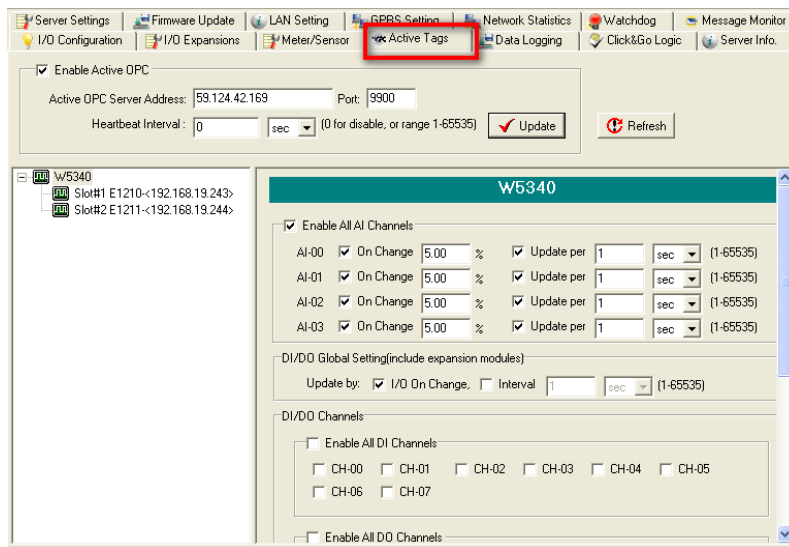 Server Settings Firmware Update LAN Setting GPRS Setting Network Statistics Watchdog Message Monitor
I/O Configuration I/O Expansions Meter/Sensor Active Tags Data Logging Click&Go Logic Server Info.
Enable Active OPC
Active OPC Server Address: 59.124.42.169 Port: 9900
Heartbeat Interval : 0 sec (0 for disable, or range 1-65535) Update Refresh
W5340
Slot#1 E1210-<192.168.19.243>
Slot#2 E1211-<192.168.19.244>
W5340
Enable All AI Channels
AI-00 On Change 5.00 % Update per 1 sec (1-65535)
AI-01 On Change 5.00 % Update per 1 sec (1-65535)
AI-02 On Change 5.00 % Update per 1 sec (1-65535)
AI-03 On Change 5.00 % Update per 1 sec (1-65535)
DI/DO Global Setting(include expansion modules)
Update by: I/O On Change, Interval 1 sec (1-65535)
DI/DO Channels
Enable All DI Channels
CH-00 CH-01 CH-02 CH-03 CH-04 CH-05
CH-06 CH-07
Enable All DO Channels